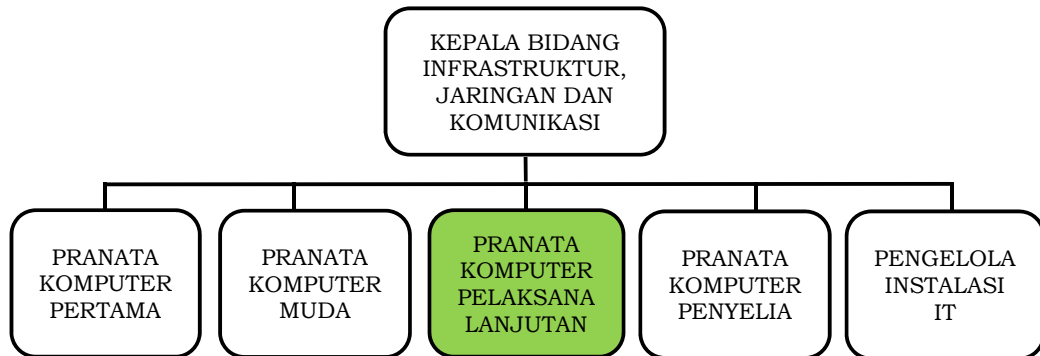 KEPALA BIDANG
INFRASTRUKTUR,
JARINGAN DAN
KOMUNIKASI
PRANATA
KOMPUTER
PERTAMA
PRANATA
KOMPUTER
MUDA
PRANATA
KOMPUTER
PELAKSANA
LANJUTAN
PRANATA
KOMPUTER
PENYELIA
PENGELOLA
INSTALASI
IT